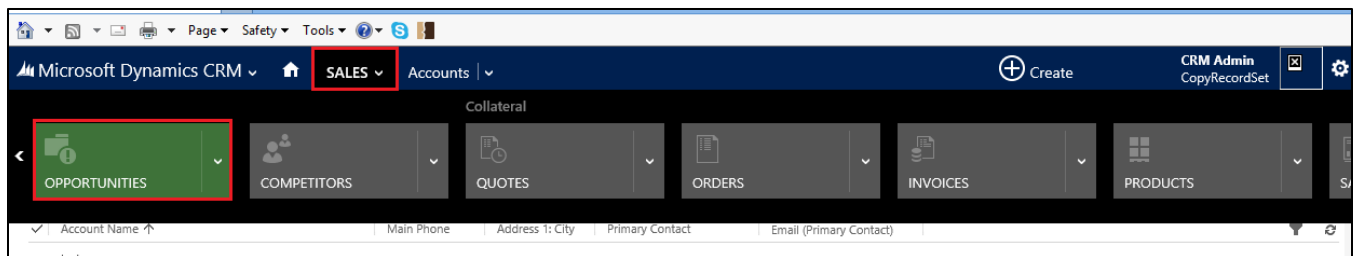 Page Safety Tools
Microsoft Dynamics CRM SALES Accounts Create CRM Admin
CopyRecordSet
Collateral
OPPORTUNITIES COMPETITORS QUOTES ORDERS INVOICES PRODUCTS
Account Name Main Phone Address 1: City Primary Contact Email (Primary Contact)